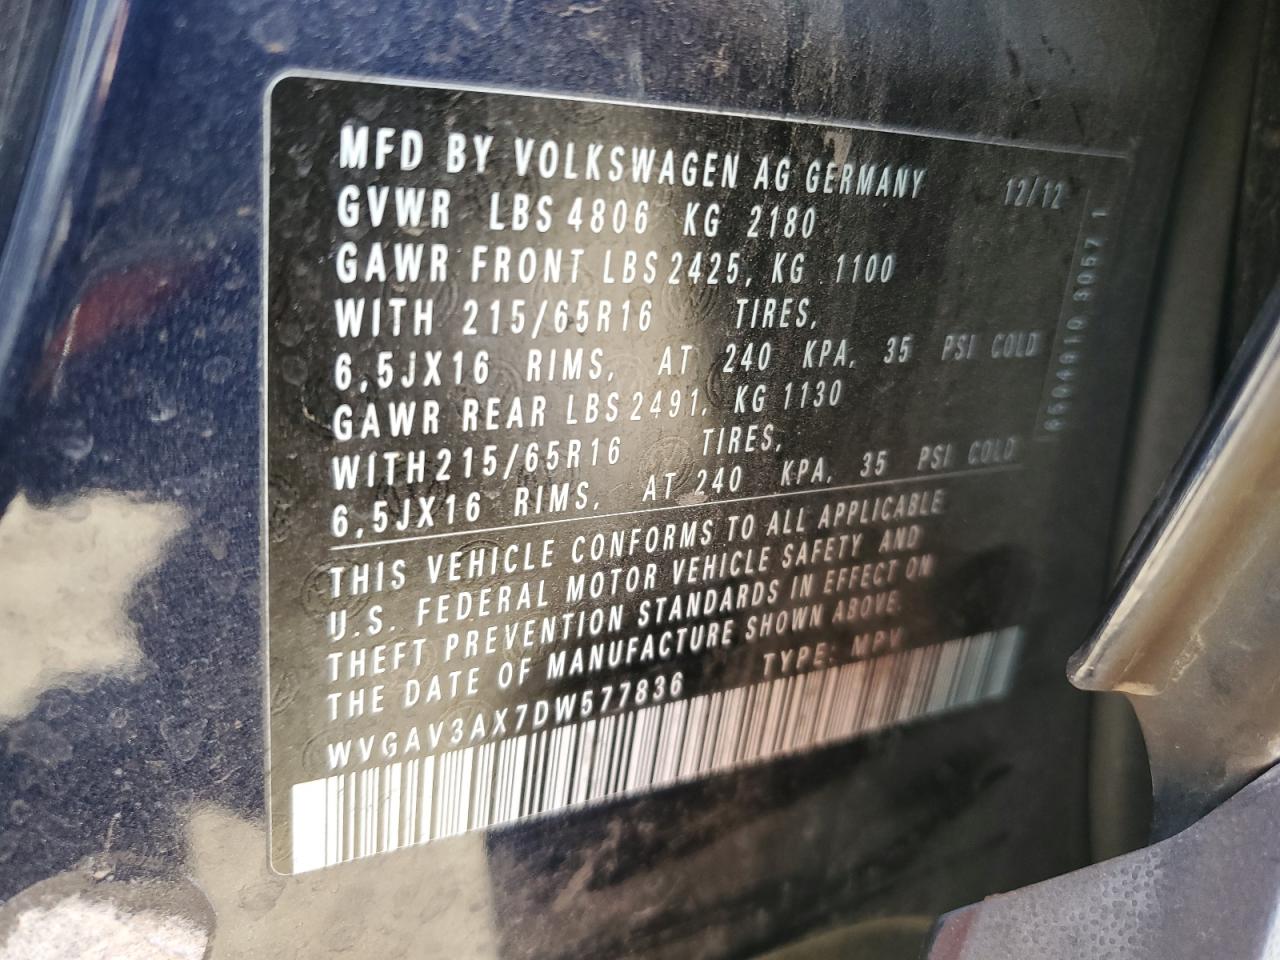 MFD BY VOLKSWAGEN AG GERMANY 12/12
GVWR LBS 4806 KG 2180
GAWR FRONT LBS 2425, KG 1100
WITH 215/65R16 TIRES,
6,5JX16 RIMS, AT 240 KPA, 35 PSI COLD
GAWR REAR LBS 2491, KG 1130
WITH 215/65R16 TIRES,
6,5JX16 RIMS, AT 240 KPA, 35 PSI COLD
THIS VEHICLE CONFORMS TO ALL APPLICABLE
U.S. FEDERAL MOTOR VEHICLE SAFETY AND
THEFT PREVENTION STANDARDS IN EFFECT ON
THE DATE OF MANUFACTURE SHOWN ABOVE.
WVGAV3AX7DW577836 TYPE: MPV